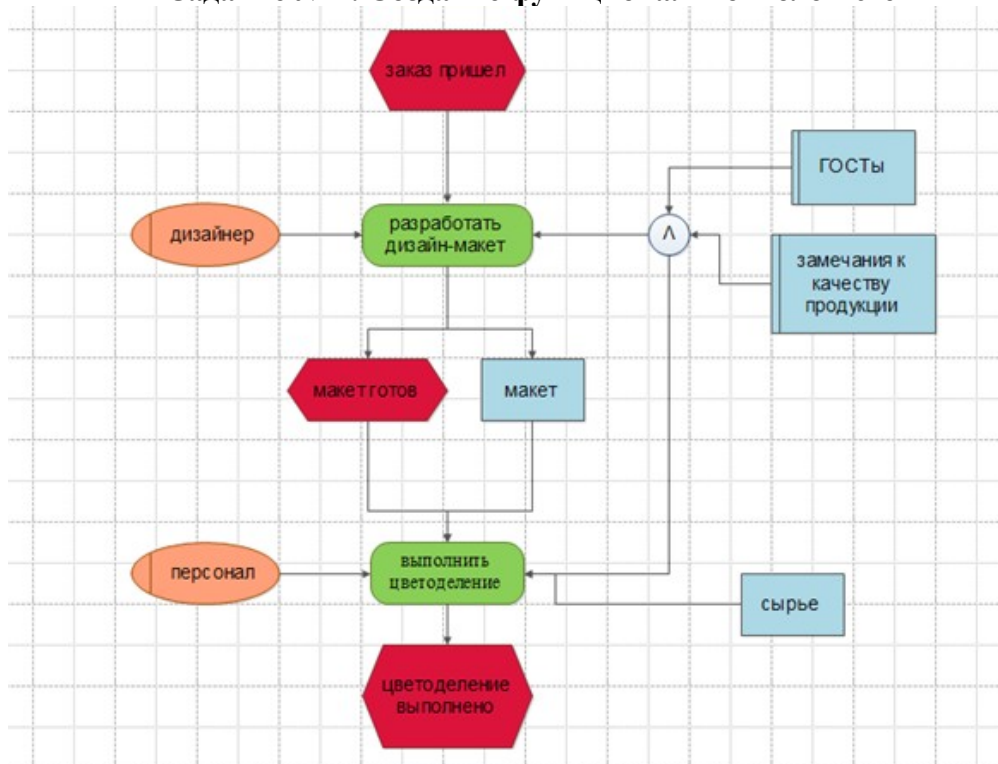 заказ пришел
ГОСТы
дизайнер
разработать
дизайн-макет
Λ
замечания к
качеству
продукции
макет готов
макет
персонал
выполнить
цветоделение
сырье
цветоделение
выполнено